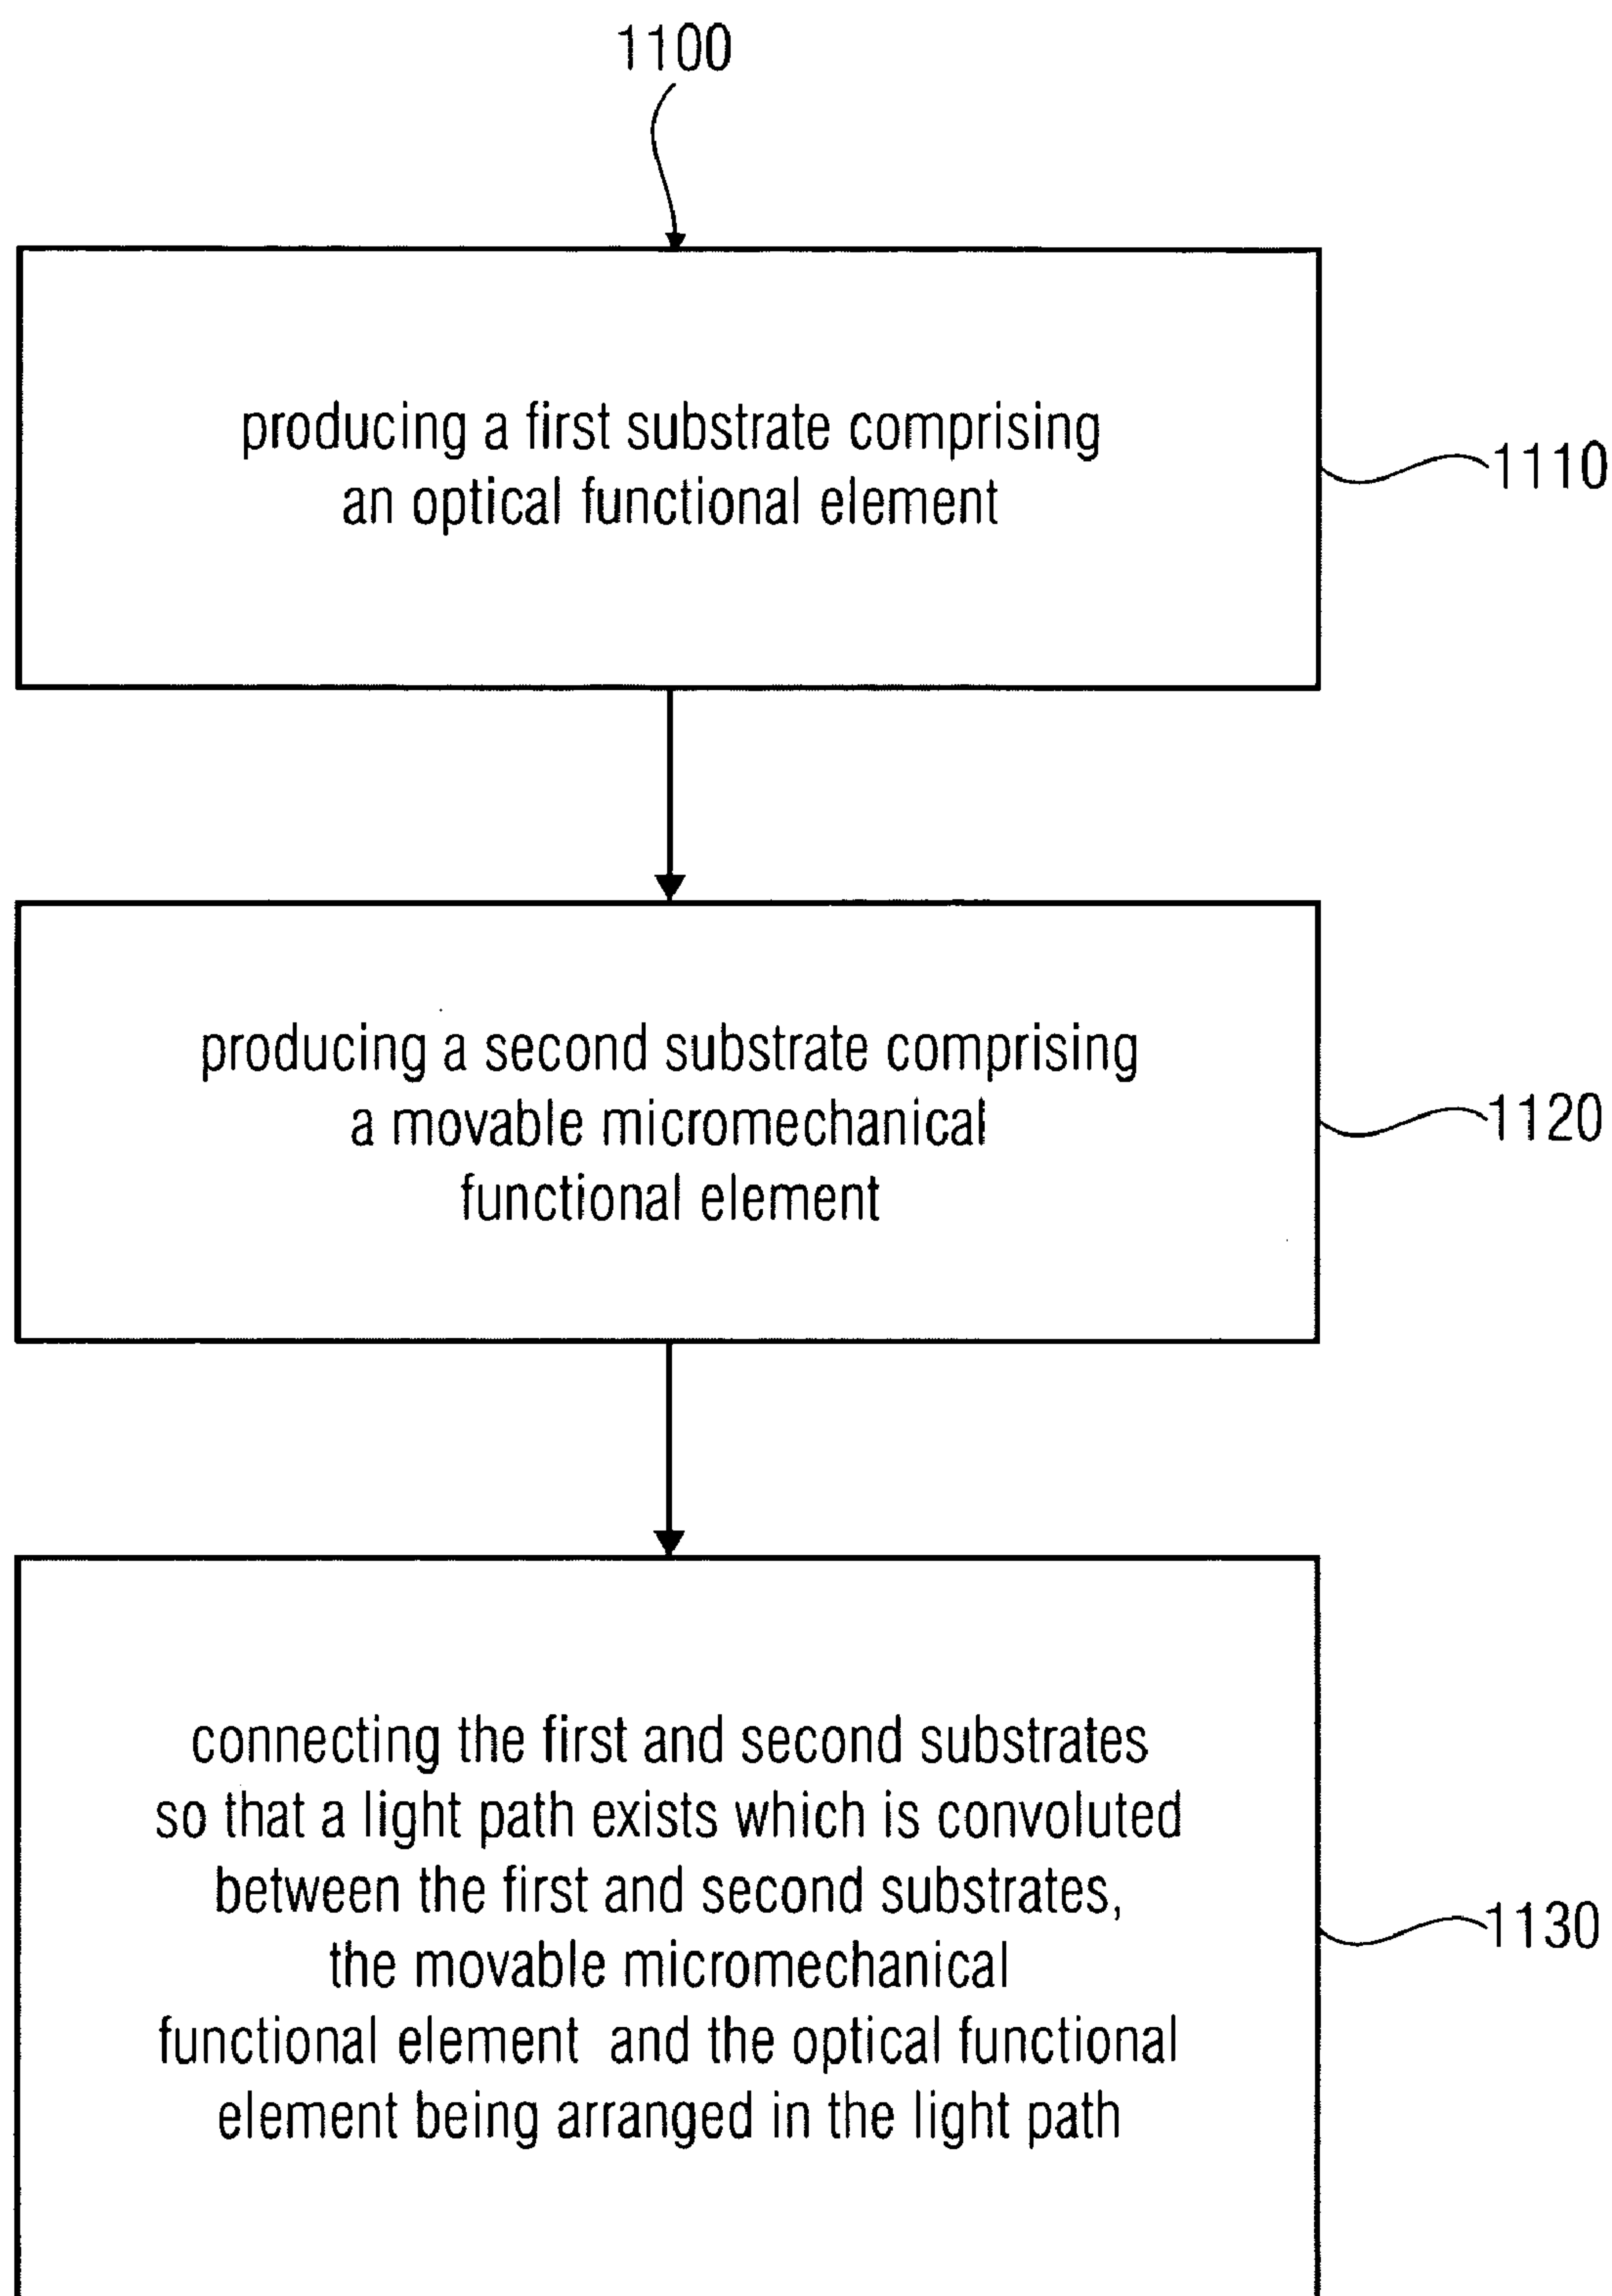 1100
producing a first substrate comprising
an optical functional element
1110
producing a second substrate comprising
a movable micromechanical
functional element
1120
connecting the first and second substrates
so that a light path exists which is convoluted
between the first and second substrates,
the movable micromechanical
functional element and the optical functional
element being arranged in the light path
1130